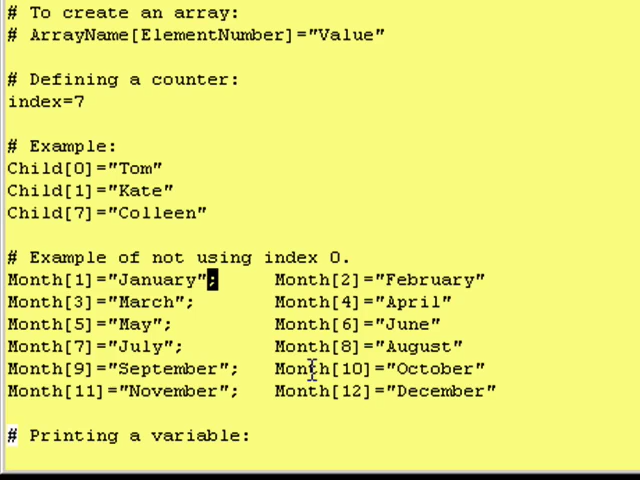 # To create an array:
# ArrayName[ElementNumber]="Value"
# Defining a counter:
index=7
# Example:
Child[0]="Tom"
Child[1]="Kate"
Child[7]="Colleen"
# Example of not using index 0.
Month[1]="January"; Month[2]="February"
Month[3]="March"; Month[4]="April"
Month[5]="May"; Month[6]="June"
Month[7]="July"; Month[8]="August"
Month[9]="September"; Month[10]="October"
Month[11]="November"; Month[12]="December"
# Printing a variable: